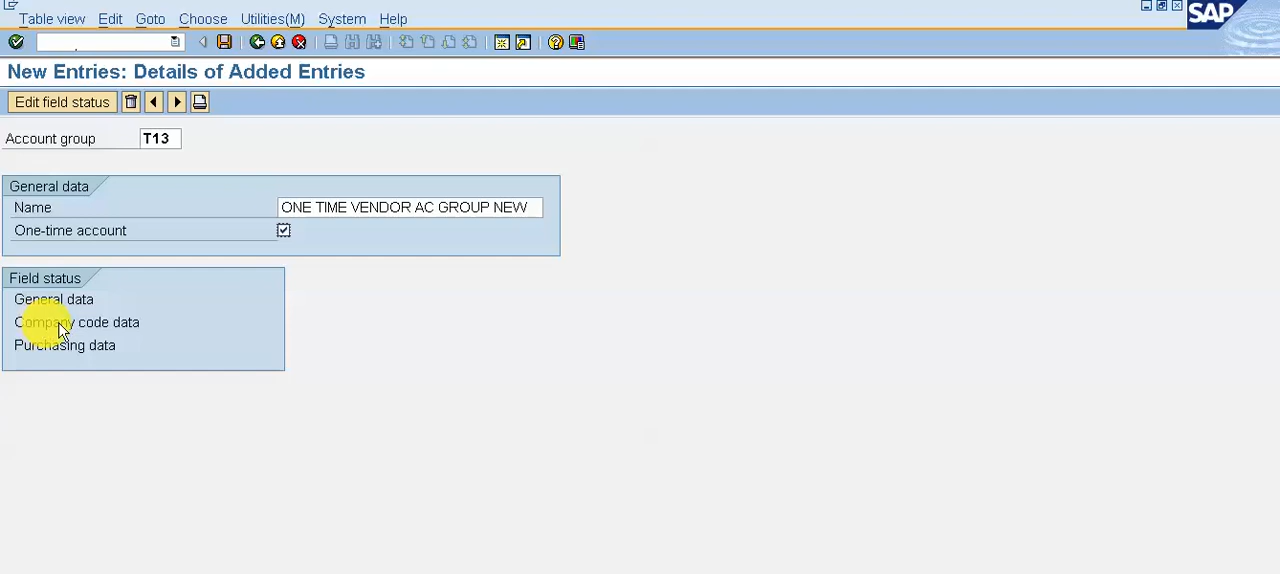 Table view Edit Goto Choose Utilities(M) System Help
SAP
New Entries: Details of Added Entries
Edit field status
Account group T13
General data
Name ONE TIME VENDOR AC GROUP NEW
One-time account
Field status
General data
Company code data
Purchasing data